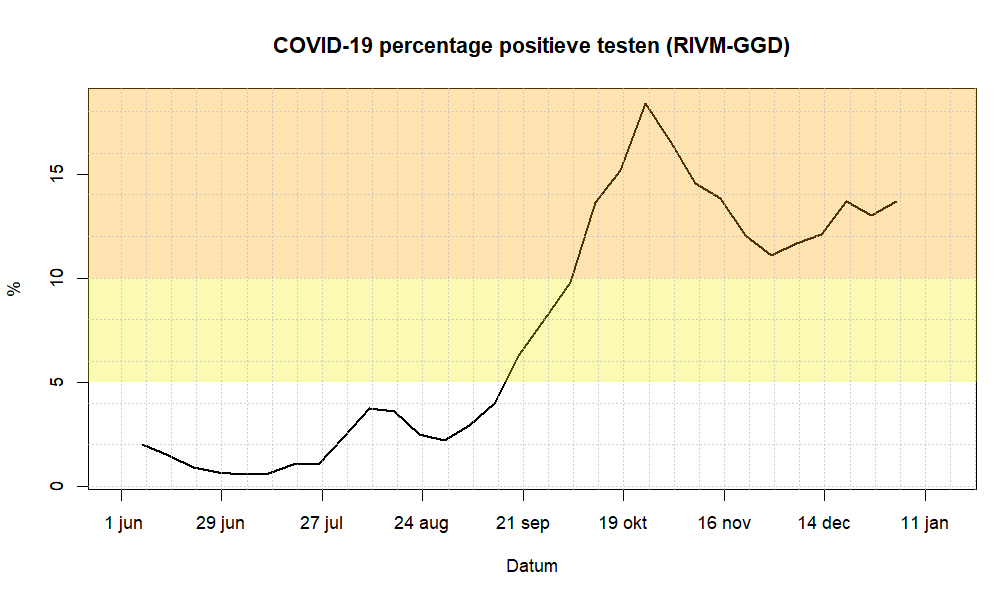 COVID-19 percentage positieve testen (RIVM-GGD)
15
10
5
0
%
1 jun 29 jun 27 jul 24 aug 21 sep 19 okt 16 nov 14 dec 11 jan
Datum